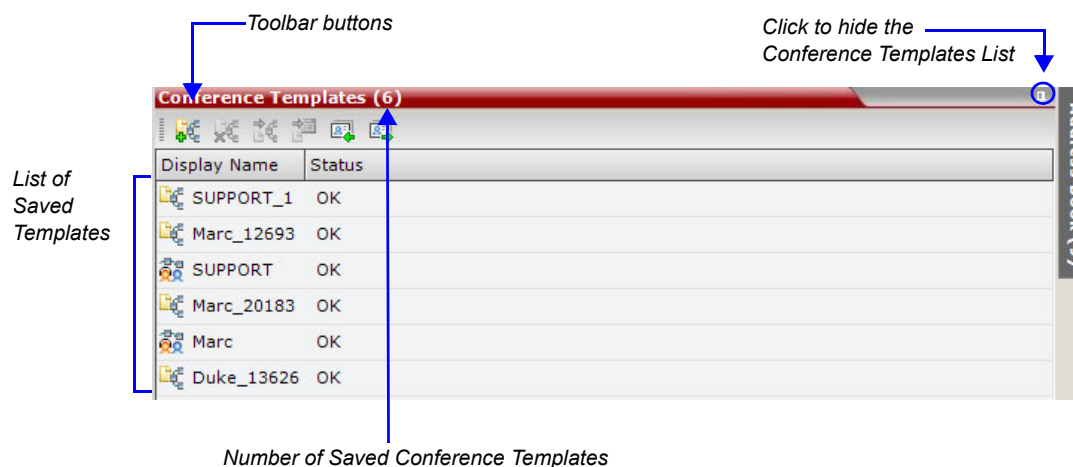 Toolbar buttons
Click to hide the
Conference Templates List
Conference Templates (6)
Display Name Status
List of
Saved
Templates
SUPPORT_1 OK
Marc_12693 OK
SUPPORT OK
Marc_20183 OK
Marc OK
Duke_13626 OK
Number of Saved Conference Templates